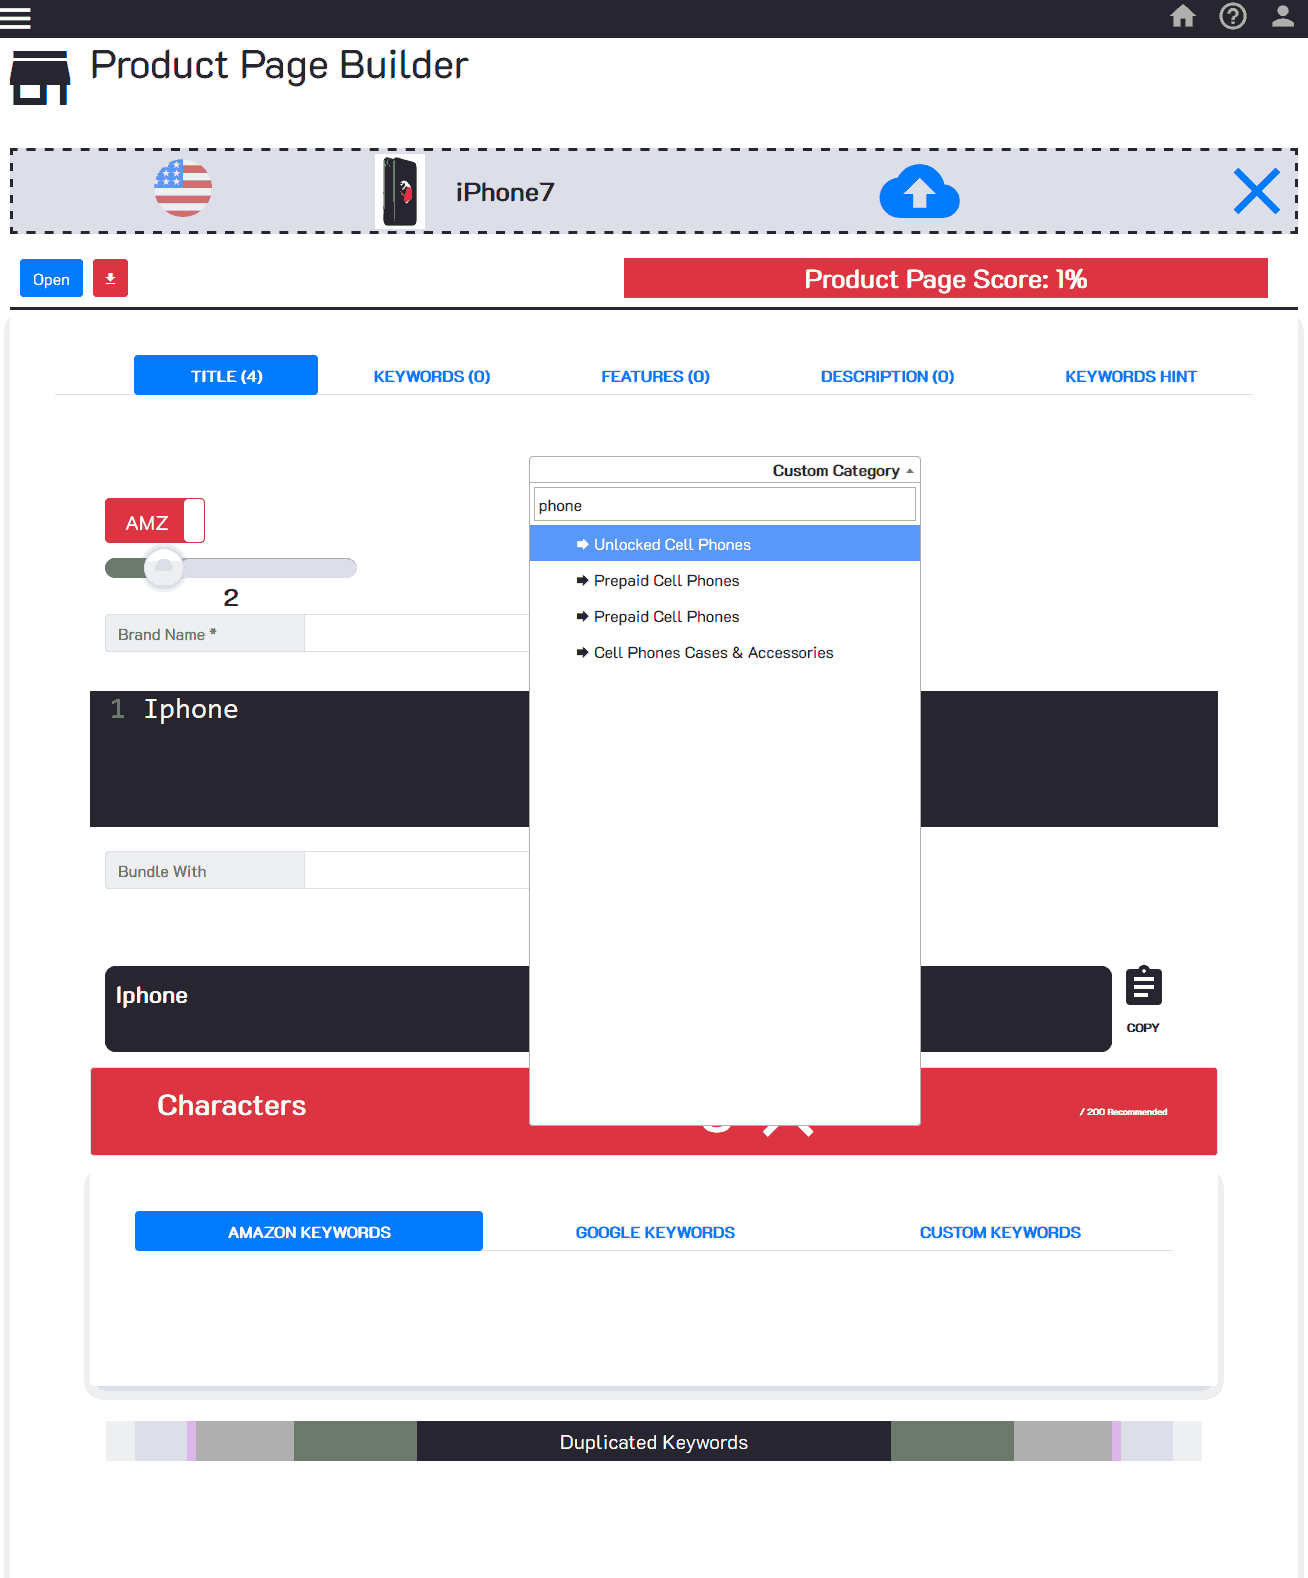 Product Page Builder
iPhone7
Open
Product Page Score: 1%
TITLE (4)
KEYWORDS (0)
FEATURES (0)
DESCRIPTION (0)
KEYWORDS HINT
Custom Category
phone
AMZ
Unlocked Cell Phones
Prepaid Cell Phones
2
Prepaid Cell Phones
Brand Name *
Cell Phones Cases & Accessories
1 Iphone
Bundle With
Iphone
COPY
Characters
/ 200 Recommended
AMAZON KEYWORDS
GOOGLE KEYWORDS
CUSTOM KEYWORDS
Duplicated Keywords